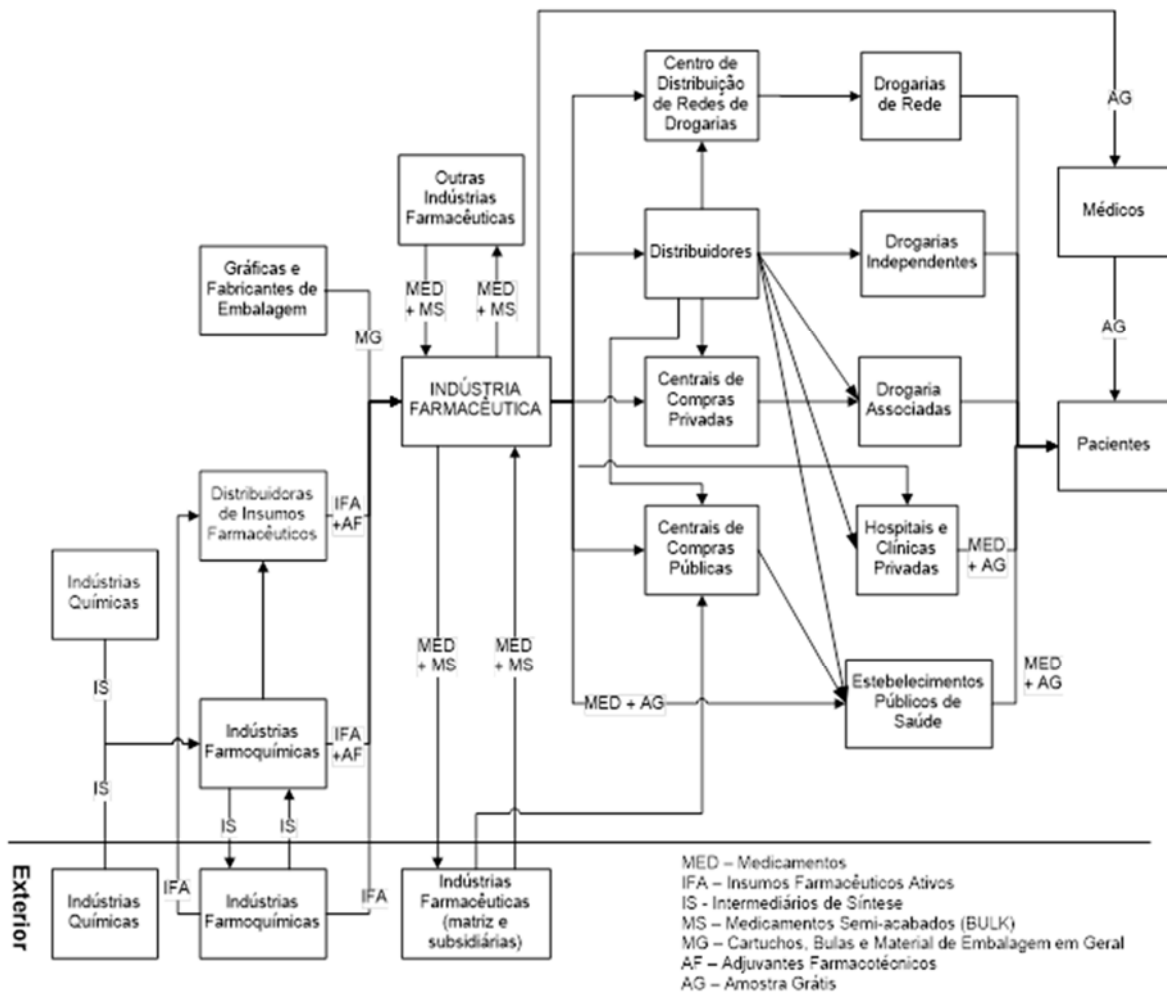 Centro de
Distribuição
de Redes de
Drogarias
Drogarias
de Rede
AG
Outras
Indústrias
Farmacêuticas
Médicos
Distribuidores
Drogarias
Independentes
Gráficas e
Fabricantes de
Embalagem
MED
+ MS
MED
+ MS
MG
AG
INDÚSTRIA
FARMACÊUTICA
Centrais de
Compras
Privadas
Drogaria
Associadas
Pacientes
Distribuidoras
de Insumos
Farmacêuticos
IFA
+AF
Centrais de
Compras
Públicas
Hospitais e
Clínicas
Privadas
MED
+ AG
Indústrias
Químicas
MED
+ MS
MED
+ MS
IS
Estebelecimentos
Públicos de
Saúde
MED
+ AG
MED + AG
Indústrias
Farmoquímicas
IFA
+AF
IS
IS
IS
Exterior
Indústrias
Químicas
IFA
Indústrias
Farmoquímicas
IFA
Indústrias
Farmacêuticas
(matriz e
subsidiárias)
MED – Medicamentos
IFA – Insumos Farmacêuticos Ativos
IS - Intermediários de Síntese
MS – Medicamentos Semi-acabados (BULK)
MG – Cartuchos, Bulas e Material de Embalagem em Geral
AF – Adjuvantes Farmacotécnicos
AG – Amostra Grátis